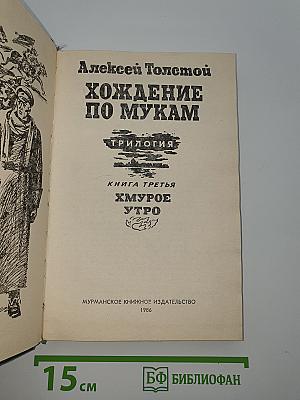 Алексей Толстой
ХОЖДЕНИЕ
ПО МУКАМ
ТРИЛОГИЯ
КНИГА ТРЕТЬЯ
ХМУРОЕ
УТРО
МУРМАНСКОЕ КНИЖНОЕ ИЗДАТЕЛЬСТВО
1986
15 см
БФ БИБЛИОФАН